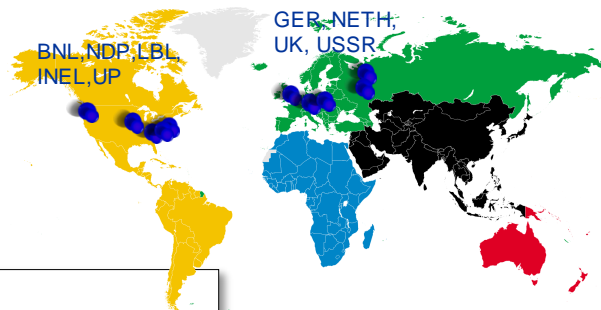 BNL,NDP,LBL,
INEL,UP
GER, NETH,
UK, USSR